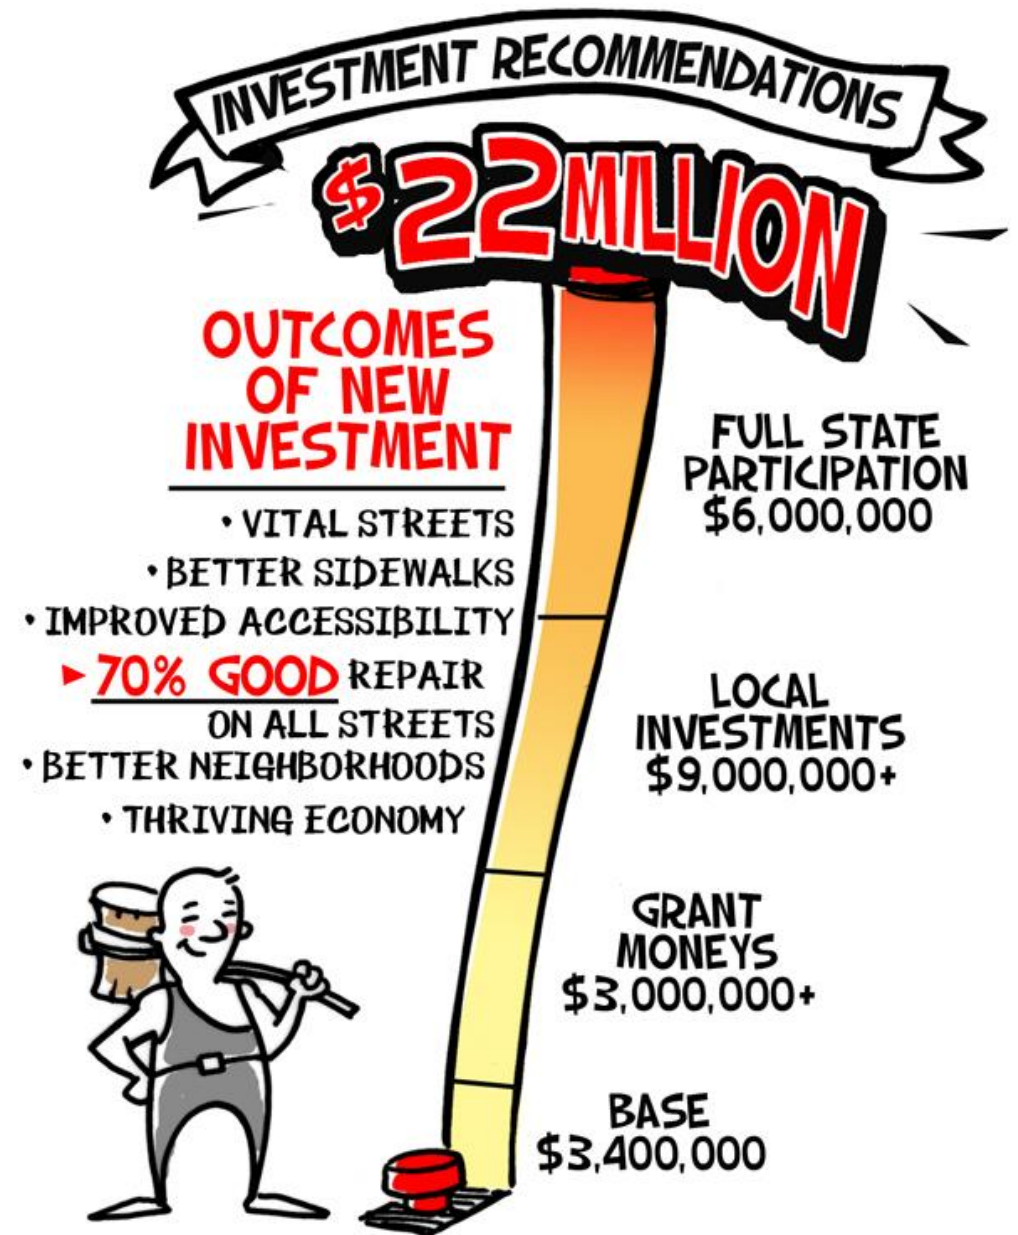 INVESTMENT RECOMMENDATIONS
$22 MILLION
OUTCOMES
OF NEW
INVESTMENT
• VITAL STREETS
• BETTER SIDEWALKS
• IMPROVED ACCESSIBILITY
► 70% GOOD REPAIR
ON ALL STREETS
• BETTER NEIGHBORHOODS
• THRIVING ECONOMY
FULL STATE
PARTICIPATION
$6,000,000
LOCAL
INVESTMENTS
$9,000,000+
GRANT
MONEYS
$3,000,000+
BASE
$3,400,000